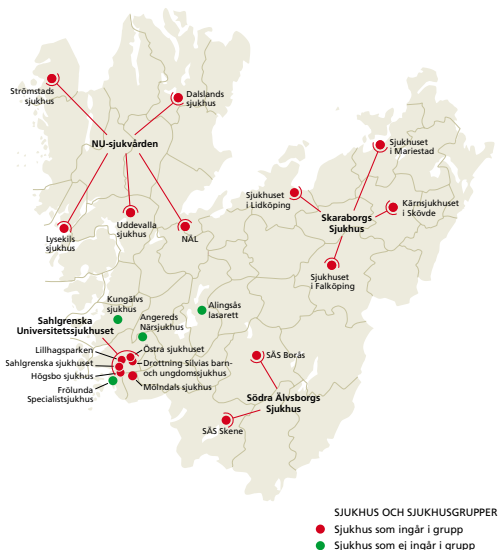 Strömstads
sjukhus
Dalslands
sjukhus
NU-sjukvården
Sjukhuset
i Mariestad
Sjukhuset
i Lidköping
Kärnsjukhuset
i Skövde
Skaraborgs
Sjukhus
Lysekils
sjukhus
Uddevalla
sjukhus
NÄL
Sjukhuset
i Falköping
Kungälvs
sjukhus
Alingsås
lasarett
Angereds
Närsjukhus
Sahlgrenska
Universitetssjukhuset
Lillhagsparken
Östra sjukhuset
Sahlgrenska sjukhuset
Drottning Silvias barn-
och ungdomssjukhus
Högsbo sjukhus
Mölndals sjukhus
Frölunda
Specialistsjukhus
SÄS Borås
Södra Älvsborgs
Sjukhus
SÄS Skene
SJUKHUS OCH SJUKHUSGRUPPER
Sjukhus som ingår i grupp
Sjukhus som ej ingår i grupp